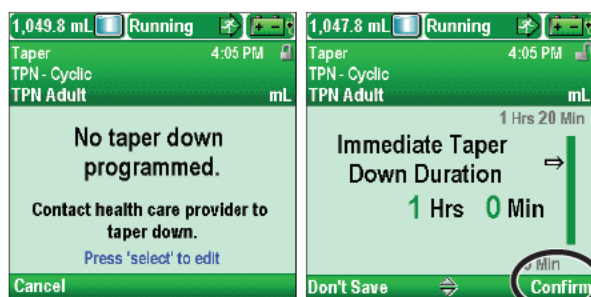 1,049.8 mL Running
Taper 4:05 PM
TPN - Cyclic
TPN Adult mL
No taper down
programmed.
Contact health care provider to
taper down.
Press 'select' to edit
Cancel
1,047.8 mL Running
Taper 4:05 PM
TPN - Cyclic
TPN Adult mL
1 Hrs 20 Min
Immediate Taper
Down Duration
1 Hrs 0 Min
Min
Don't Save Confirm